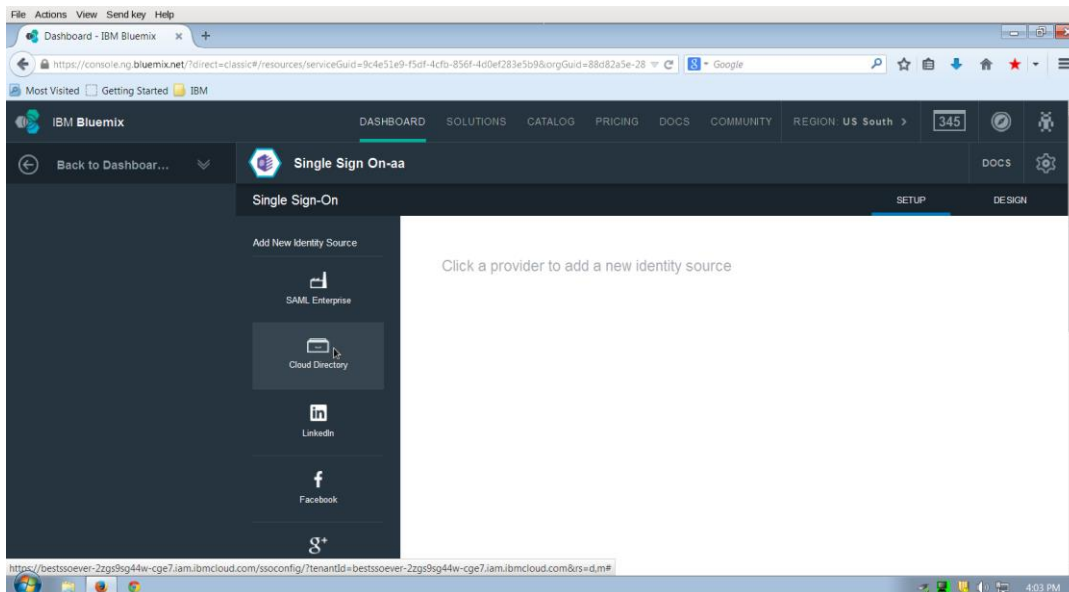 File Actions View Send key Help
Dashboard - IBM Bluemix × +
https://console.ng.bluemix.net/?direct=classic#/resources/serviceGuid=9c4e51e9-f5df-4cfb-856f-4d0ef283e5b9&orgGuid=88d82a5e-28 Google
Most Visited Getting Started IBM
IBM Bluemix DASHBOARD SOLUTIONS CATALOG PRICING DOCS COMMUNITY REGION: US South > 345
Back to Dashboar... Single Sign On-aa DOCS
Single Sign-On SETUP DESIGN
Add New Identity Source
Click a provider to add a new identity source
SAML Enterprise
Cloud Directory
in
LinkedIn
f
Facebook
g+
https://bestssoever-2zgs9sg44w-cge7.iam.ibmcloud.com/ssoconfig/?tenantId=bestssoever-2zgs9sg44w-cge7.iam.ibmcloud.com&rs=d,m#
4:03 PM